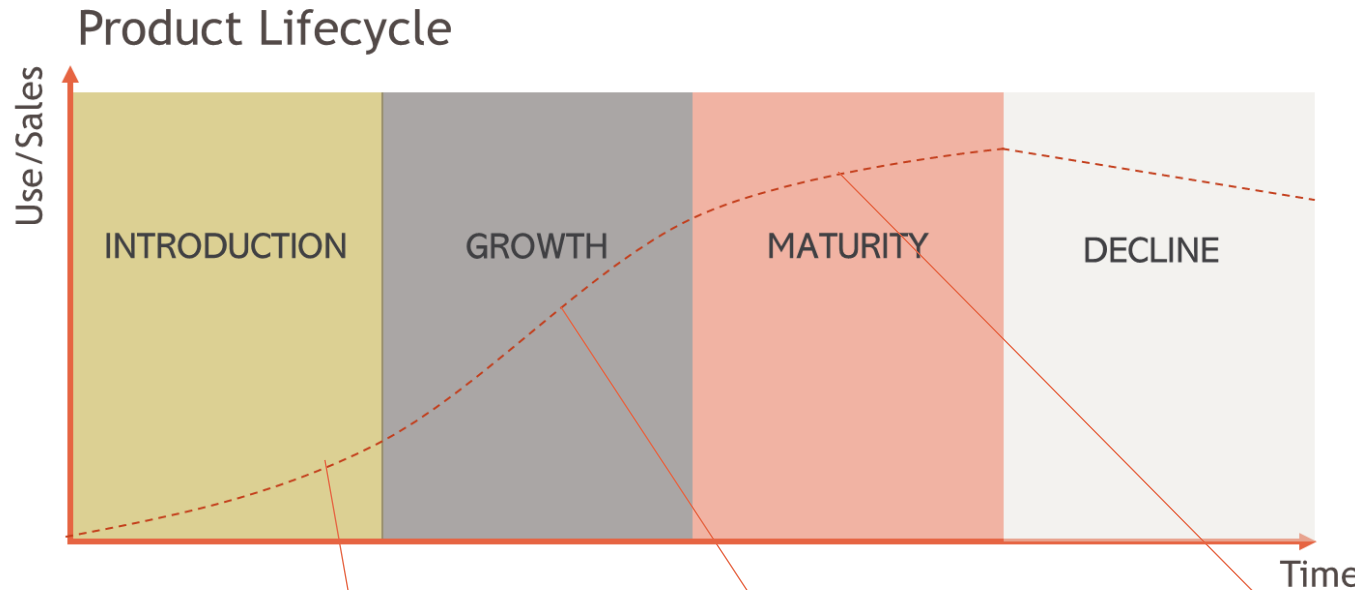 Product Lifecycle
Use/Sales
INTRODUCTION
GROWTH
MATURITY
DECLINE
Time